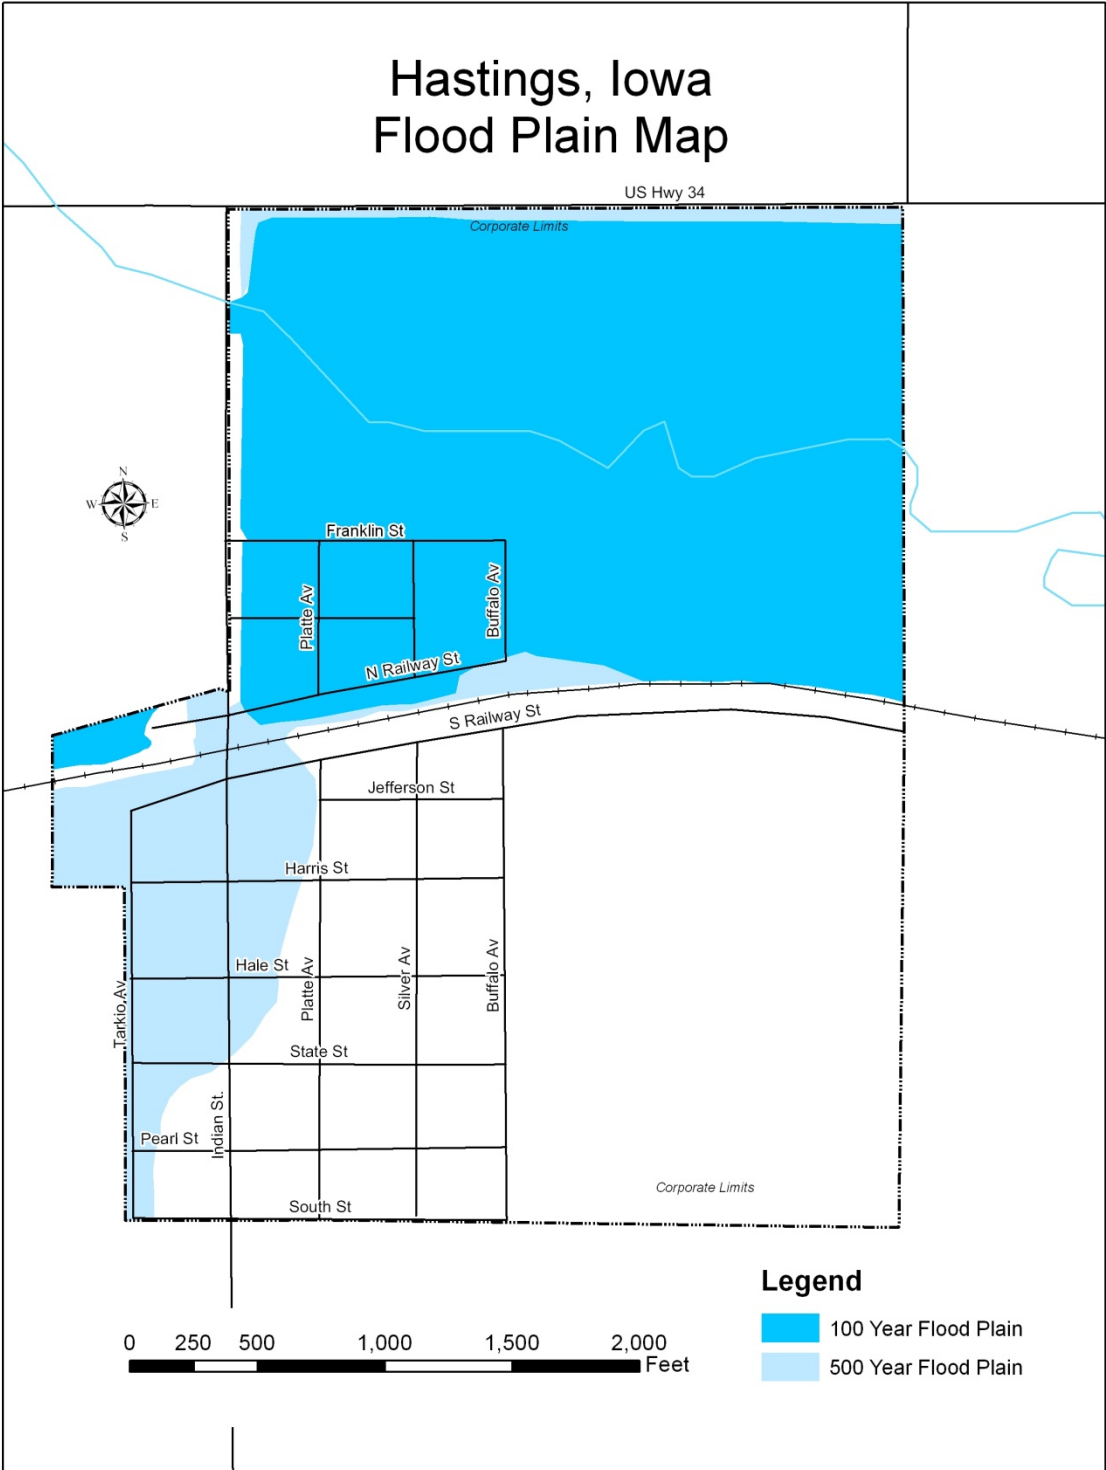 Hastings, Iowa
Flood Plain Map
US Hwy 34
Corporate Limits
N
W E
S
Franklin St
Platte Av
Buffalo Av
N Railway St
S Railway St
Jefferson St
Harris St
Hale St
Tarkio Av
Platte Av
Silver Av
Buffalo Av
State St
Indian St.
Pearl St
South St
Corporate Limits
Legend
100 Year Flood Plain
500 Year Flood Plain
0 250 500 1,000 1,500 2,000
Feet